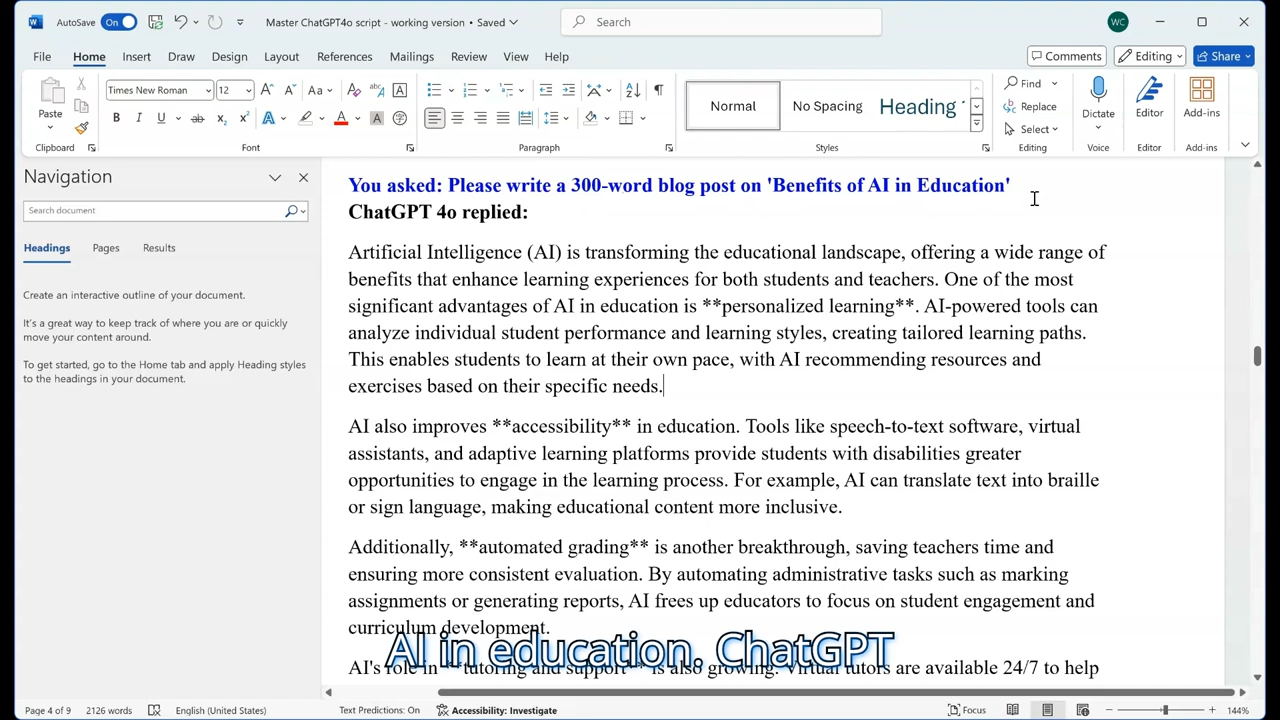 AutoSave On Master ChatGPT4o script - working version • Saved Search WC
File Home Insert Draw Design Layout References Mailings Review View Help Comments Editing Share
Times New Roman 12 Aa A
Paste B I U ab x₂ x² A A A Normal No Spacing Heading Find Replace Select Dictate Editor Add-ins
Clipboard Font Paragraph Styles Editing Voice Editor Add-ins
Navigation
Search document
Headings Pages Results
Create an interactive outline of your document.
It's a great way to keep track of where you are or quickly
move your content around.
To get started, go to the Home tab and apply Heading styles
to the headings in your document.
You asked: Please write a 300-word blog post on 'Benefits of AI in Education'
ChatGPT 4o replied:
Artificial Intelligence (AI) is transforming the educational landscape, offering a wide range of
benefits that enhance learning experiences for both students and teachers. One of the most
significant advantages of AI in education is **personalized learning**. AI-powered tools can
analyze individual student performance and learning styles, creating tailored learning paths.
This enables students to learn at their own pace, with AI recommending resources and
exercises based on their specific needs.
AI also improves **accessibility** in education. Tools like speech-to-text software, virtual
assistants, and adaptive learning platforms provide students with disabilities greater
opportunities to engage in the learning process. For example, AI can translate text into braille
or sign language, making educational content more inclusive.
Additionally, **automated grading** is another breakthrough, saving teachers time and
ensuring more consistent evaluation. By automating administrative tasks such as marking
assignments or generating reports, AI frees up educators to focus on student engagement and
curriculum development.
AI in education. ChatGPT
AI's role in **tutoring and support** is also growing. Virtual tutors are available 24/7 to help
Page 4 of 9 2126 words English (United States) Text Predictions: On Accessibility: Investigate Focus 144%